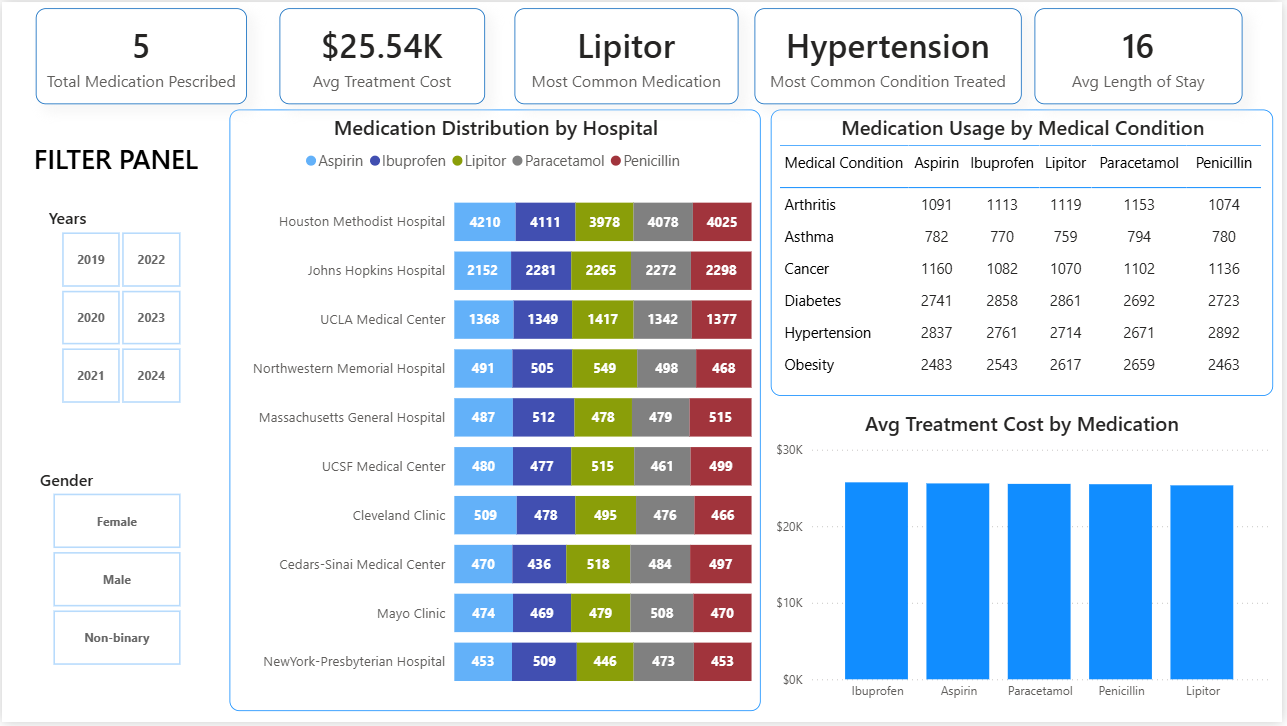 5
Total Medication Pescribed
$25.54K
Avg Treatment Cost
Lipitor
Most Common Medication
Hypertension
Most Common Condition Treated
16
Avg Length of Stay
FILTER PANEL
Years
2019 2022
2020 2023
2021 2024
Gender
Female
Male
Non-binary
Medication Distribution by Hospital
Aspirin Ibuprofen Lipitor Paracetamol Penicillin
Houston Methodist Hospital 4210 4111 3978 4078 4025
Johns Hopkins Hospital 2152 2281 2265 2272 2298
UCLA Medical Center 1368 1349 1417 1342 1377
Northwestern Memorial Hospital 491 505 549 498 468
Massachusetts General Hospital 487 512 478 479 515
UCSF Medical Center 480 477 515 461 499
Cleveland Clinic 509 478 495 476 466
Cedars-Sinai Medical Center 470 436 518 484 497
Mayo Clinic 474 469 479 508 470
NewYork-Presbyterian Hospital 453 509 446 473 453
Medication Usage by Medical Condition
Medical Condition Aspirin Ibuprofen Lipitor Paracetamol Penicillin
Arthritis 1091 1113 1119 1153 1074
Asthma 782 770 759 794 780
Cancer 1160 1082 1070 1102 1136
Diabetes 2741 2858 2861 2692 2723
Hypertension 2837 2761 2714 2671 2892
Obesity 2483 2543 2617 2659 2463
Avg Treatment Cost by Medication
$30K
$20K
$10K
$0K
Ibuprofen Aspirin Paracetamol Penicillin Lipitor